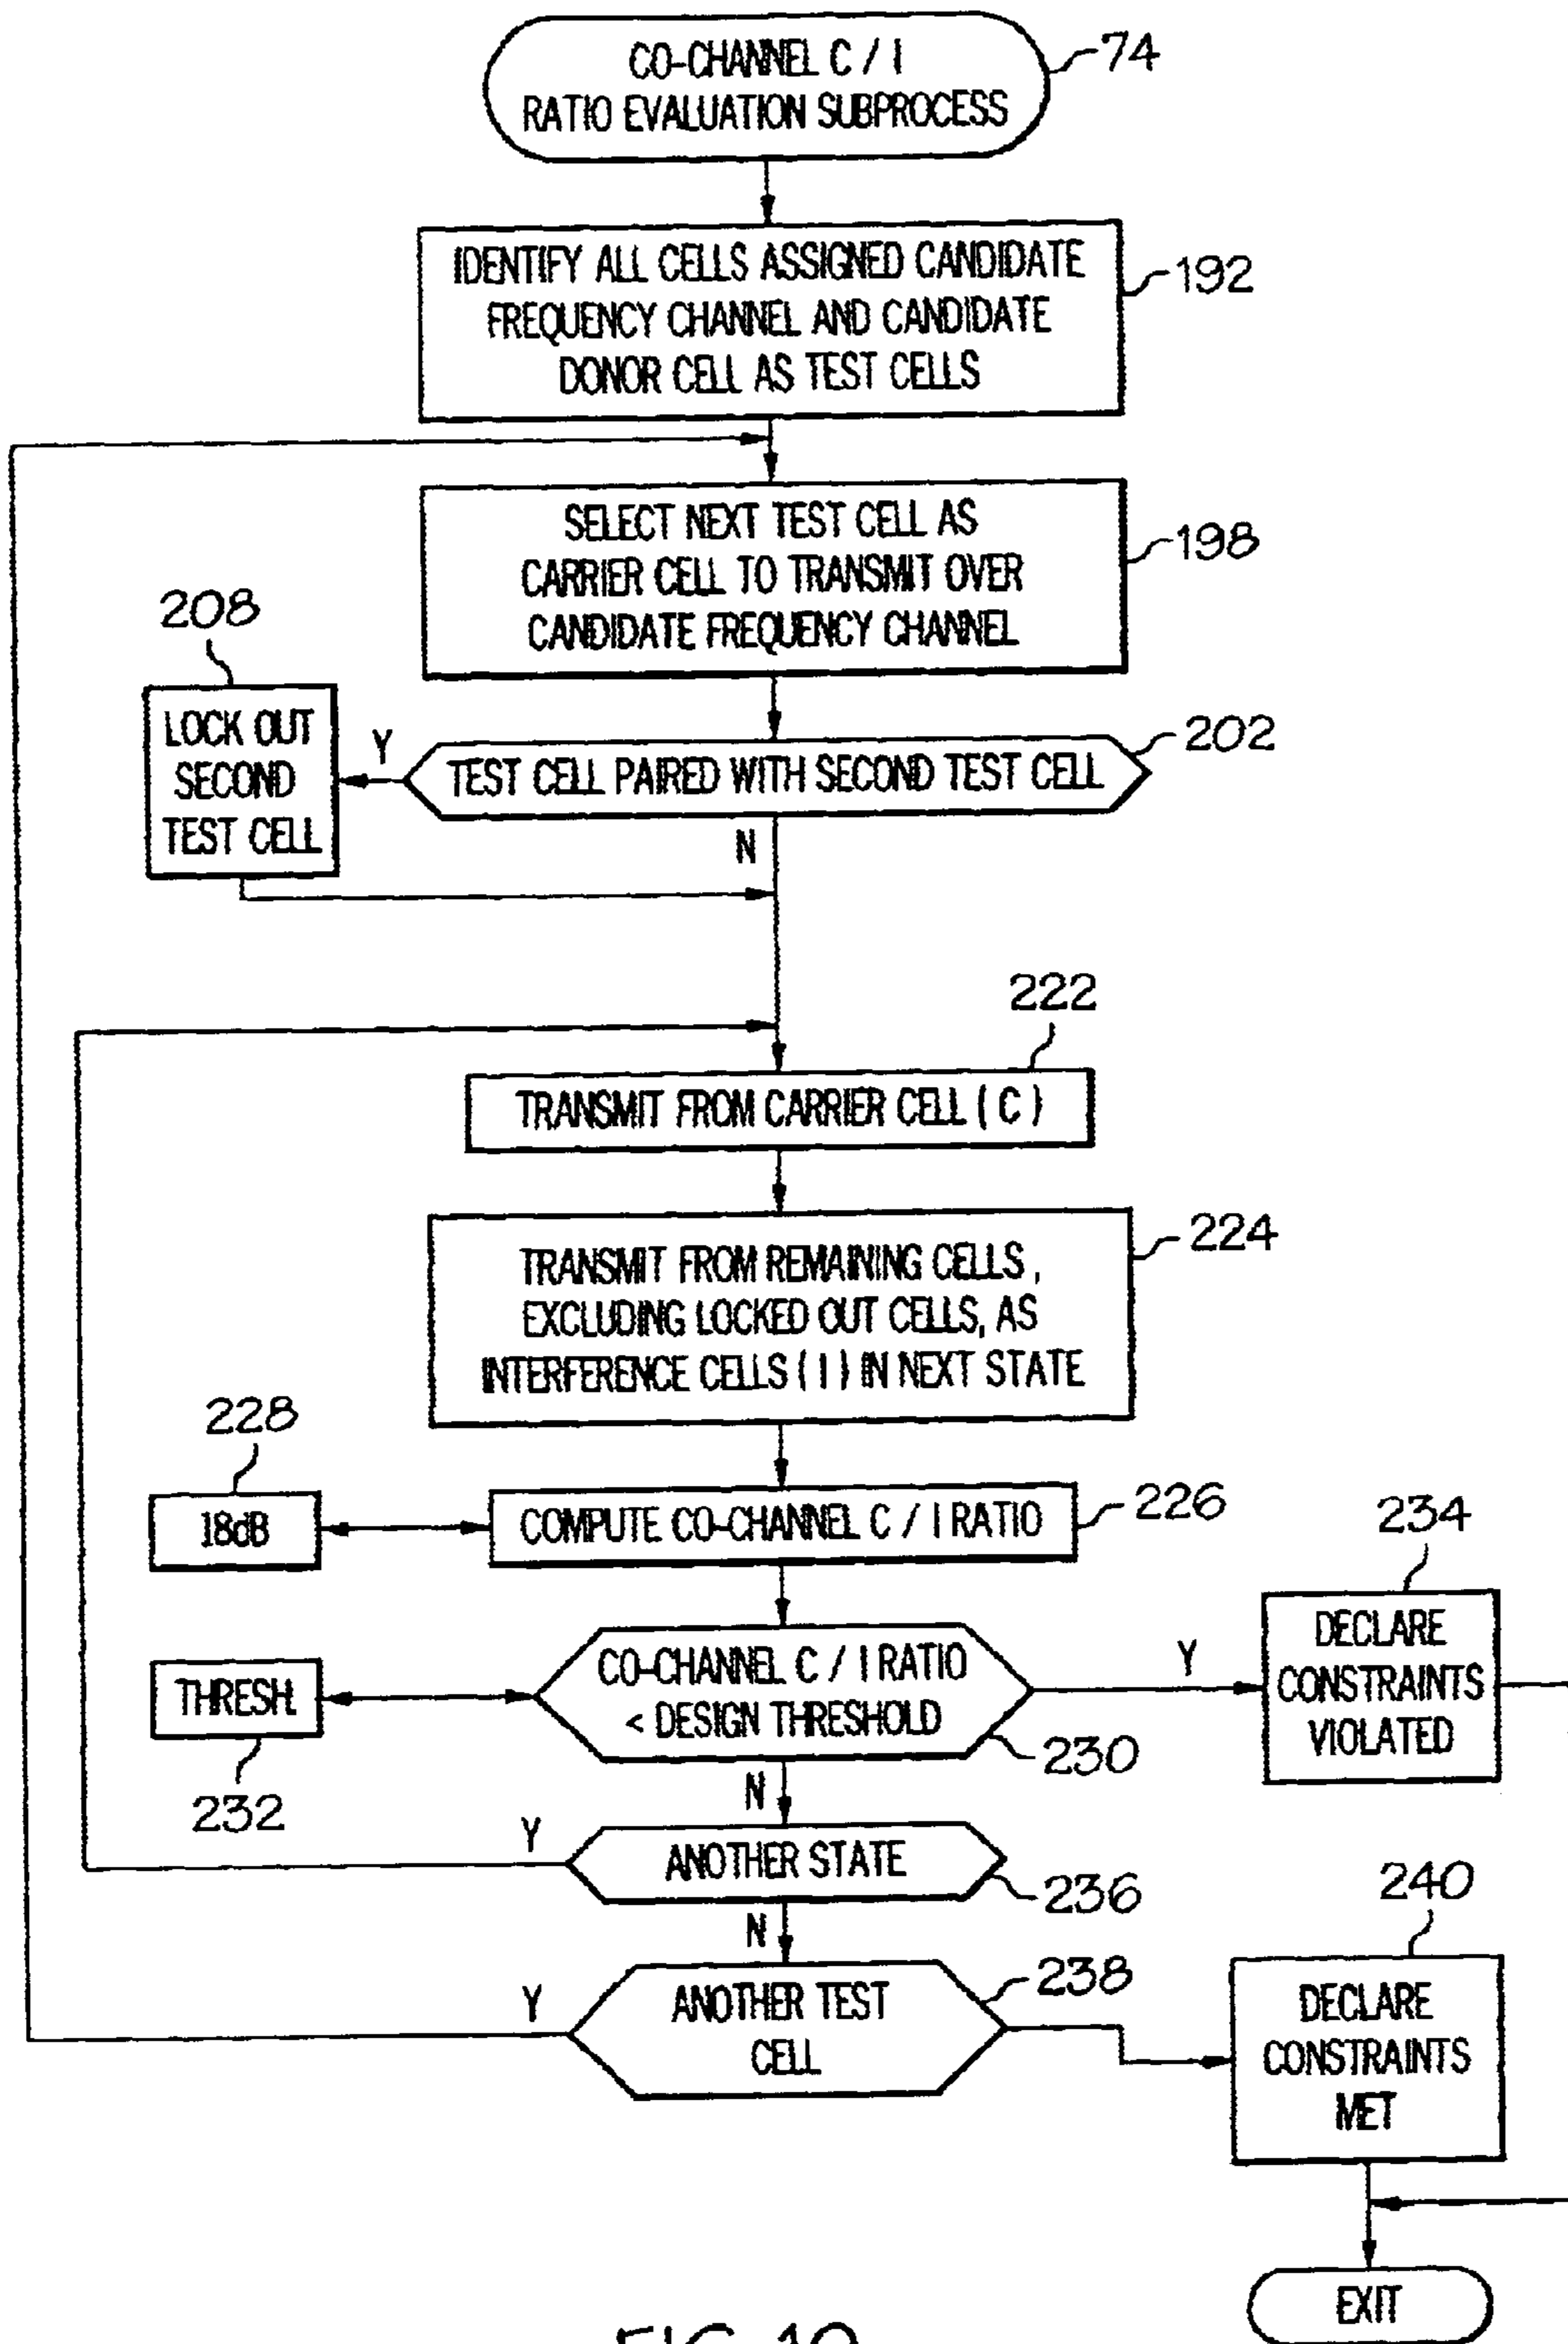 CO-CHANNEL C / I
RATIO EVALUATION SUBPROCESS
74
IDENTIFY ALL CELLS ASSIGNED CANDIDATE
FREQUENCY CHANNEL AND CANDIDATE
DONOR CELL AS TEST CELLS
192
SELECT NEXT TEST CELL AS
CARRIER CELL TO TRANSMIT OVER
CANDIDATE FREQUENCY CHANNEL
198
208
LOCK OUT
SECOND
TEST CELL
Y
TEST CELL PAIRED WITH SECOND TEST CELL
202
N
222
TRANSMIT FROM CARRIER CELL ( C )
TRANSMIT FROM REMAINING CELLS,
EXCLUDING LOCKED OUT CELLS, AS
INTERFERENCE CELLS ( I ) IN NEXT STATE
224
228
18dB
COMPUTE CO-CHANNEL C / I RATIO
226
234
DECLARE
CONSTRAINTS
VIOLATED
THRESH.
232
CO-CHANNEL C / I RATIO
< DESIGN THRESHOLD
Y
230
N
Y
ANOTHER STATE
236
N
240
Y
ANOTHER TEST
CELL
238
DECLARE
CONSTRAINTS
MET
EXIT
FIG. 10